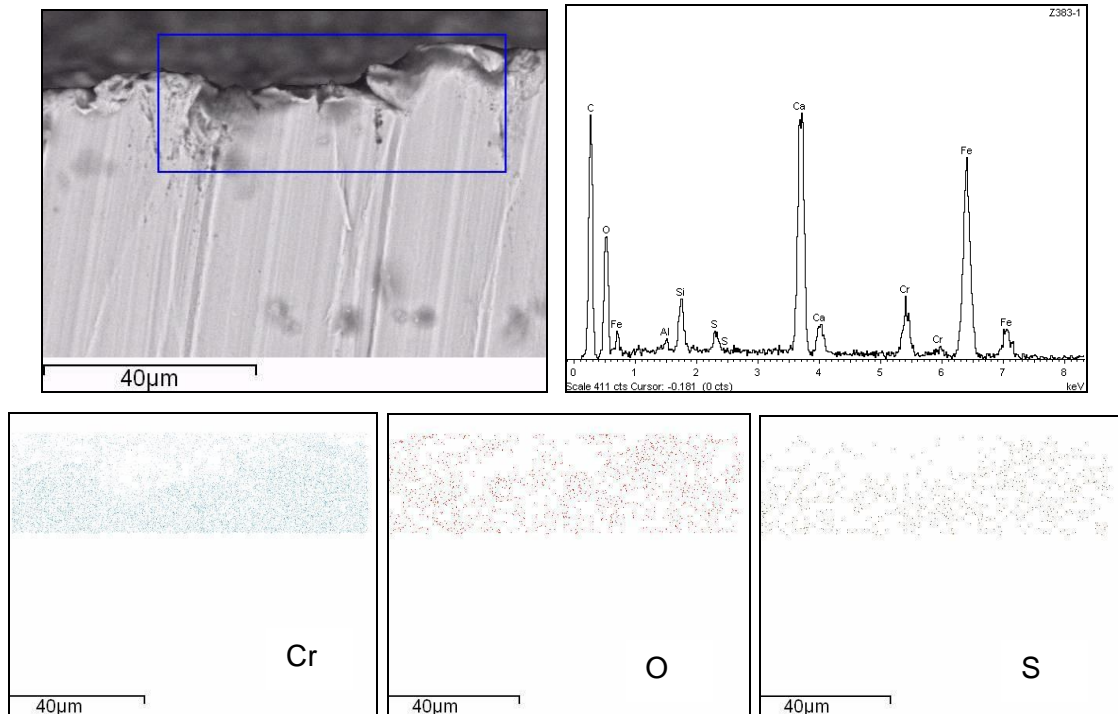 Z383-1
C
Ca
Fe
O
Si
Cr
Fe
Al
S
S
Ca
Cr
Fe
0 1 2 3 4 5 6 7 8
Scale 411 cts Cursor: -0.181 (0 cts)
keV
40µm
Cr
O
S
40µm
40µm
40µm